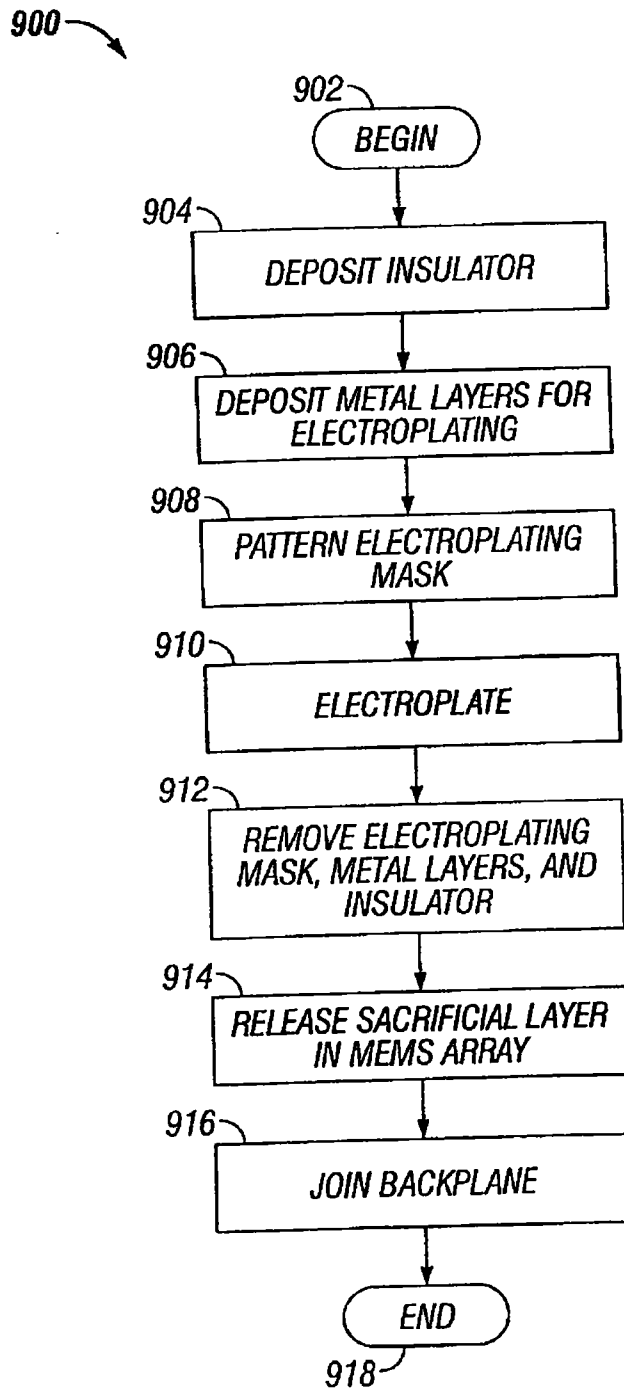 900
902
BEGIN
904
DEPOSIT INSULATOR
906
DEPOSIT METAL LAYERS FOR
ELECTROPLATING
908
PATTERN ELECTROPLATING
MASK
910
ELECTROPLATE
912
REMOVE ELECTROPLATING
MASK, METAL LAYERS, AND
INSULATOR
914
RELEASE SACRIFICIAL LAYER
IN MEMS ARRAY
916
JOIN BACKPLANE
END
918